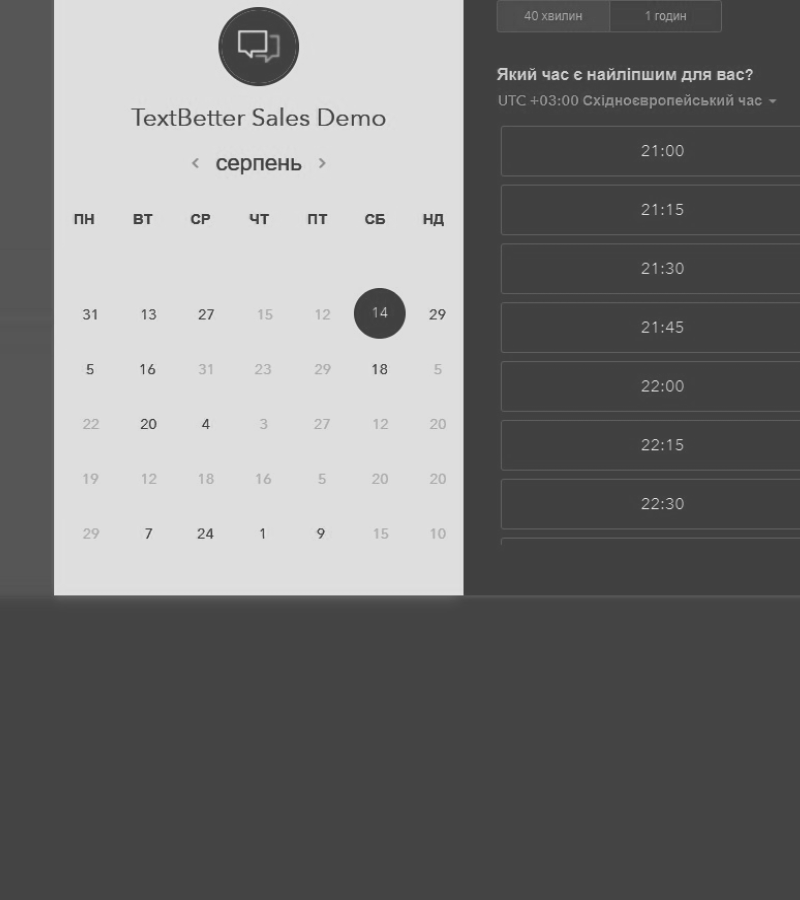 TextBetter Sales Demo
серпень
ПН ВТ СР ЧТ ПТ СБ НД
31 13 27 15 12 14 29
5 16 31 23 29 18 5
22 20 4 3 27 12 20
19 12 18 16 5 20 20
29 7 24 1 9 15 10
40 хвилин 1 годин
Який час є найліпшим для вас?
UTC +03:00 Східноєвропейський час
21:00
21:15
21:30
21:45
22:00
22:15
22:30